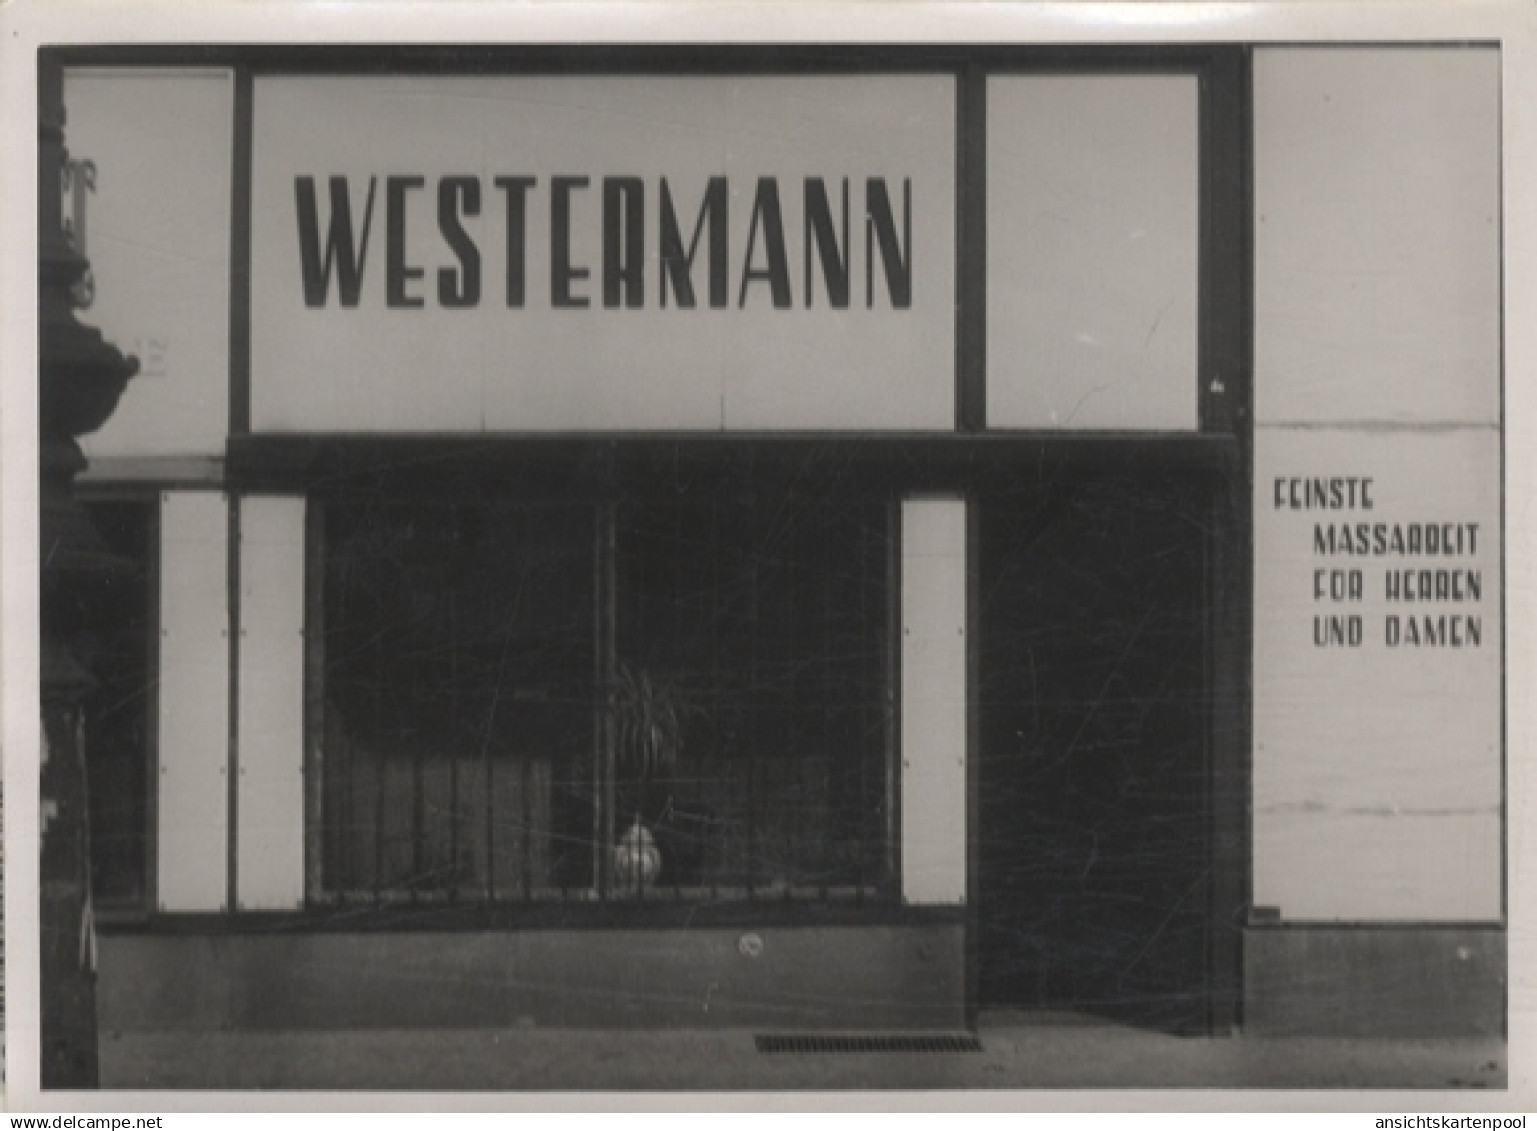 WESTERMANN
FEINSTE
MASSARBEIT
FÜR HERREN
UND DAMEN
www.delcampe.net
ansichtskartenpool